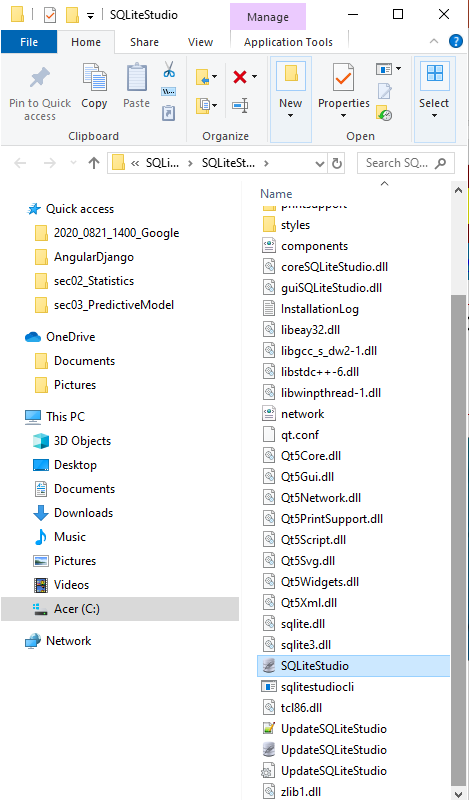 SQLiteStudio
Manage
File
Home
Share
View
Application Tools
Pin to Quick access
Copy
Paste
New
Properties
Select
Clipboard
Organize
Open
« SQLi... > SQLiteSt... >
Search SQ...
Quick access
2020_0821_1400_Google
AngularDjango
sec02_Statistics
sec03_PredictiveModel
OneDrive
Documents
Pictures
This PC
3D Objects
Desktop
Documents
Downloads
Music
Pictures
Videos
Acer (C:)
Network
Name
printsupport
styles
components
coreSQLiteStudio.dll
guiSQLiteStudio.dll
InstallationLog
libeay32.dll
libgcc_s_dw2-1.dll
libstdc++-6.dll
libwinpthread-1.dll
network
qt.conf
Qt5Core.dll
Qt5Gui.dll
Qt5Network.dll
Qt5PrintSupport.dll
Qt5Script.dll
Qt5Svg.dll
Qt5Widgets.dll
Qt5Xml.dll
sqlite.dll
sqlite3.dll
SQLiteStudio
sqlitestudiocli
tcl86.dll
UpdateSQLiteStudio
UpdateSQLiteStudio
UpdateSQLiteStudio
zlib1.dll